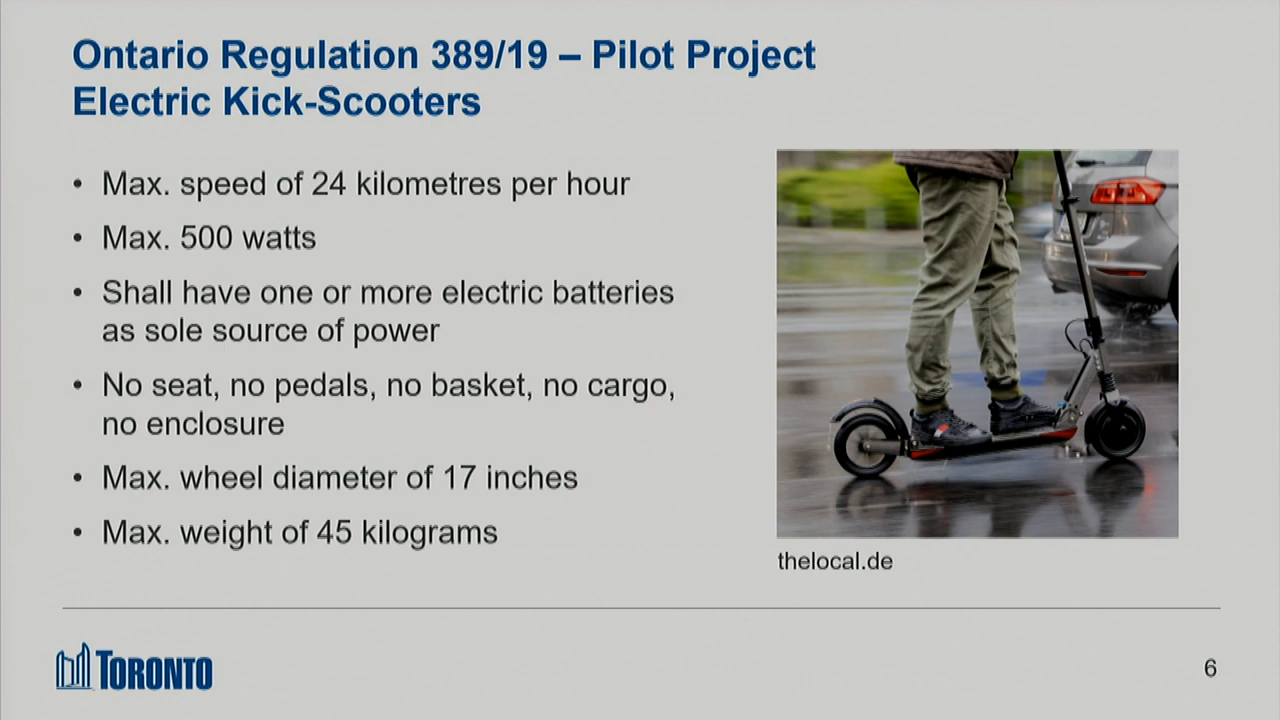 Ontario Regulation 389/19 – Pilot Project
Electric Kick-Scooters
• Max. speed of 24 kilometres per hour
• Max. 500 watts
• Shall have one or more electric batteries
as sole source of power
• No seat, no pedals, no basket, no cargo,
no enclosure
• Max. wheel diameter of 17 inches
• Max. weight of 45 kilograms
thelocal.de
TORONTO
6